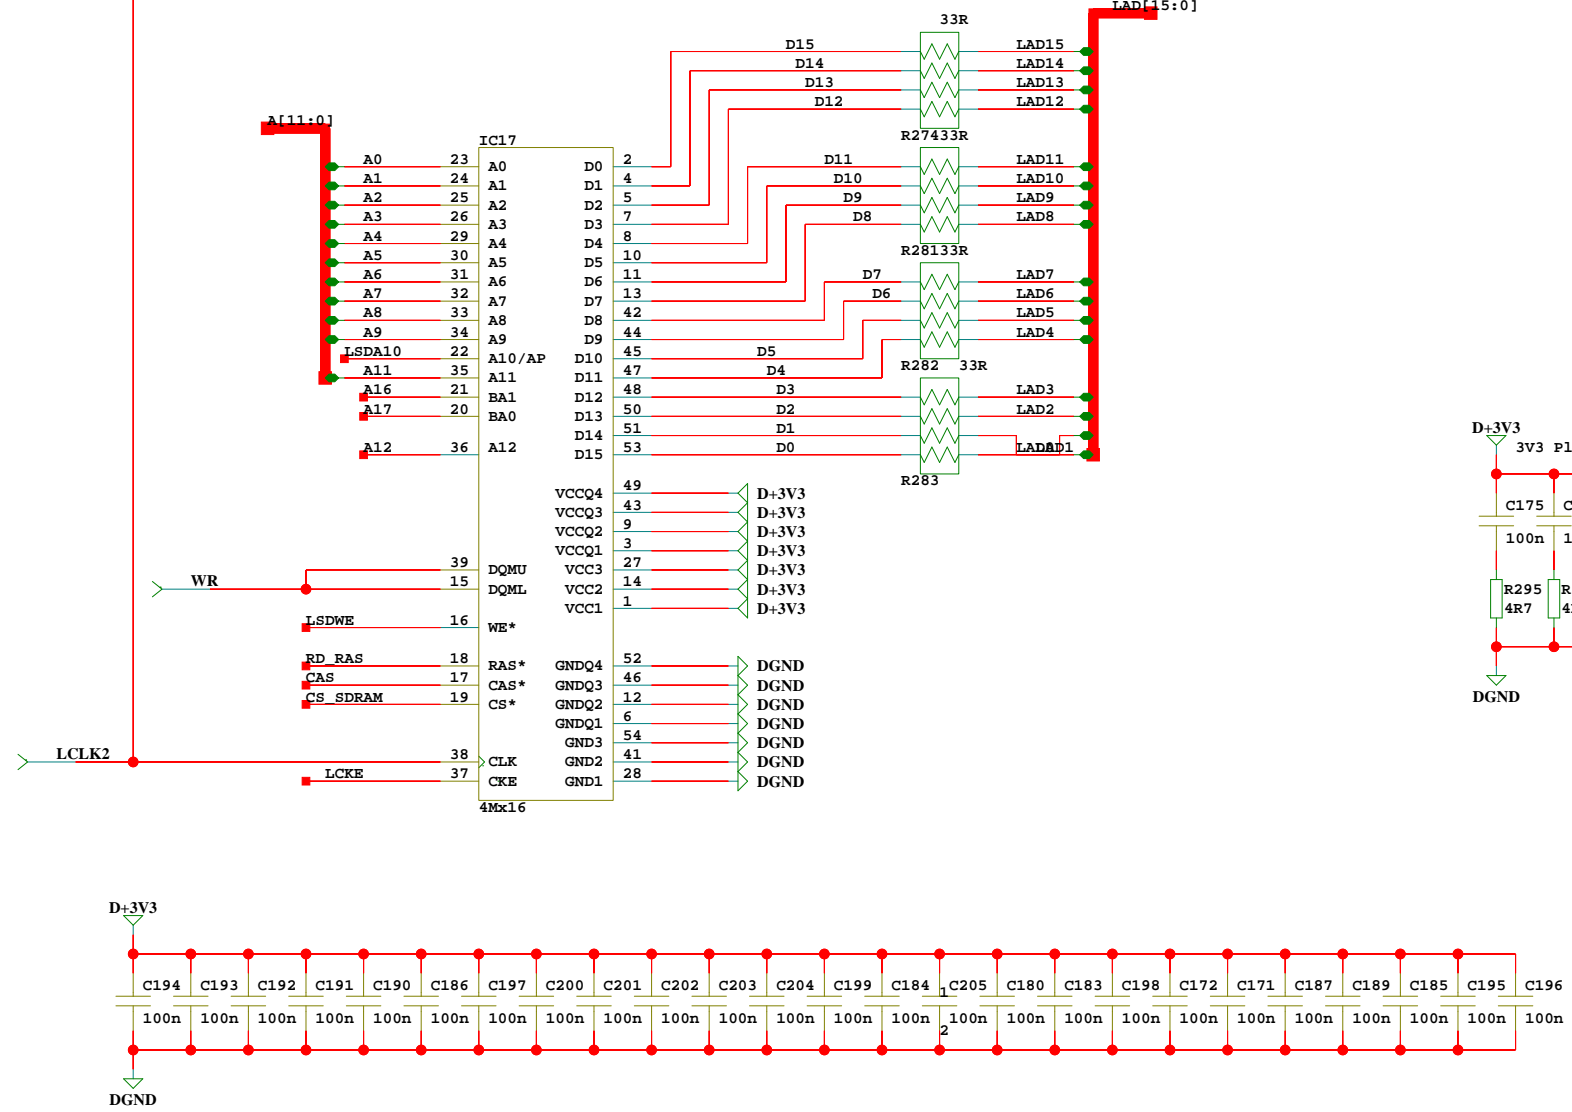 LAD[15:0]
33R
D15 LAD15
D14 LAD14
D13 LAD13
D12 LAD12
A[11:0]
R27433R
IC17
A0 23 A0 D0 2 D11 LAD11
A1 24 A1 D1 4 D10 LAD10
A2 25 A2 D2 5 D9 LAD9
A3 26 A3 D3 7 D8 LAD8
A4 29 A4 D4 8
R28133R
A5 30 A5 D5 10
A6 31 A6 D6 11 D7 LAD7
A7 32 A7 D7 13 D6 LAD6
A8 33 A8 D8 42 LAD5
A9 34 A9 D9 44 LAD4
LSDA10 22 A10/AP D10 45 D5
R282 33R
A11 35 A11 D11 47 D4
A16 21 BA1 D12 48 D3 LAD3
A17 20 BA0 D13 50 D2 LAD2
D14 51 D1
A12 36 A12 D15 53 D0
R283
D+3V3
3V3
VCCQ4 49 D+3V3
VCCQ3 43 D+3V3
C175
VCCQ2 9 D+3V3
100n
VCCQ1 3 D+3V3
39 DQMU VCC3 27 D+3V3
WR 15 DQML VCC2 14 D+3V3
R295
VCC1 1 D+3V3
4R7
LSDWE 16 WE*
RD_RAS 18 RAS* GNDQ4 52 DGND
CAS 17 CAS* GNDQ3 46 DGND
CS_SDRAM 19 CS* GNDQ2 12 DGND
DGND
GNDQ1 6 DGND
GND3 54 DGND
LCLK2 38 CLK GND2 41 DGND
LCKE 37 CKE GND1 28 DGND
4Mx16
D+3V3
C194 C193 C192 C191 C190 C186 C197 C200 C201 C202 C203 C204 C199 C184 1 C205 C180 C183 C198 C172 C171 C187 C189 C185 C195 C196
100n 100n 100n 100n 100n 100n 100n 100n 100n 100n 100n 100n 100n 100n 2 100n 100n 100n 100n 100n 100n 100n 100n 100n 100n 100n
DGND